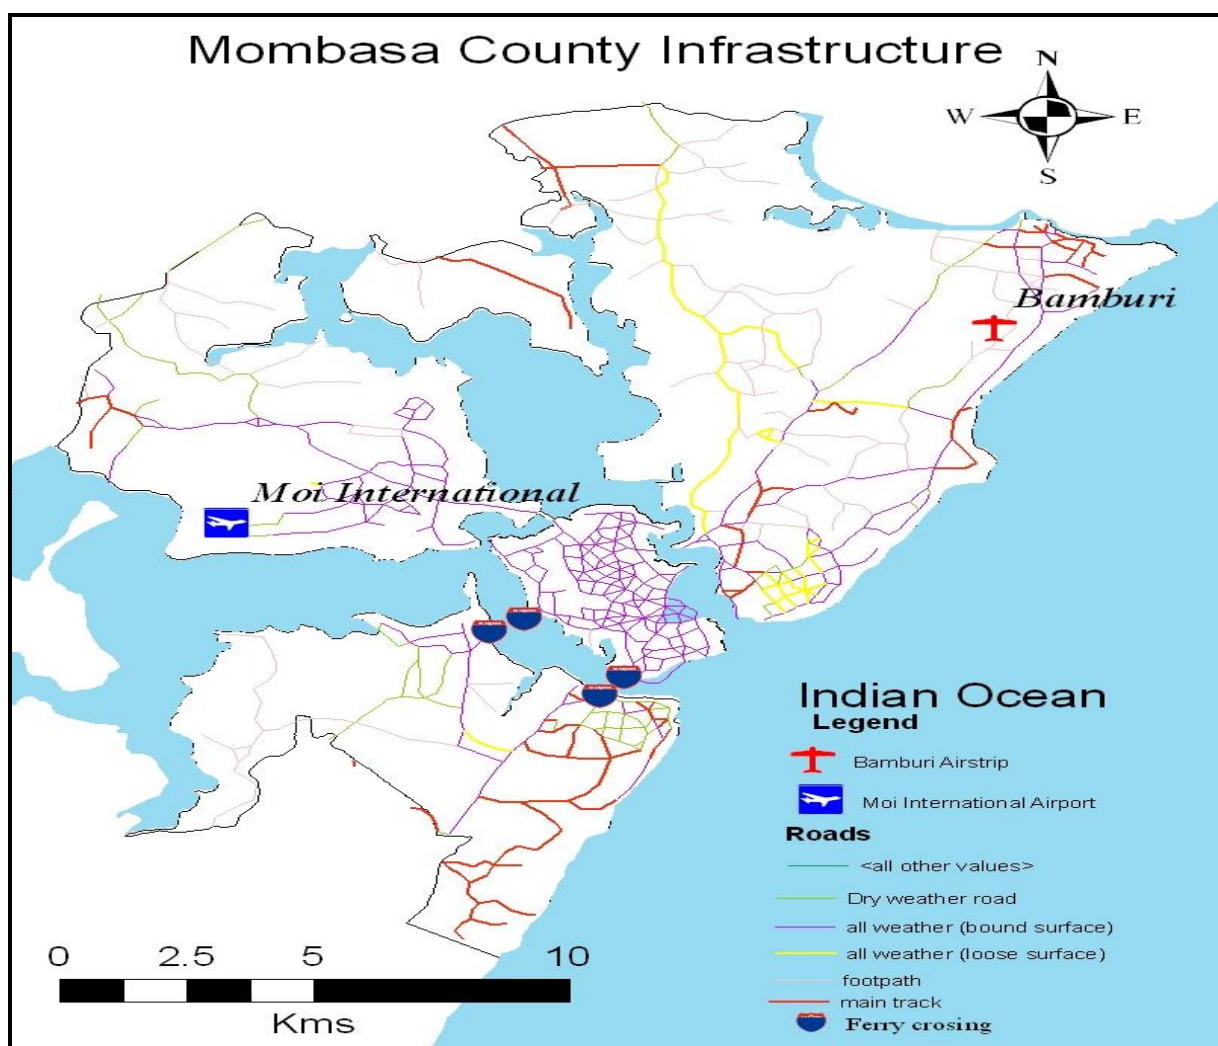 Mombasa County Infrastructure
N
W E
S
Bamburi
Moi International
Indian Ocean
Legend
Bamburi Airstrip
Moi International Airport
Roads
<all other values>
Dry weather road
all weather (bound surface)
all weather (loose surface)
footpath
main track
Ferry crossing
0 2.5 5 10
Kms